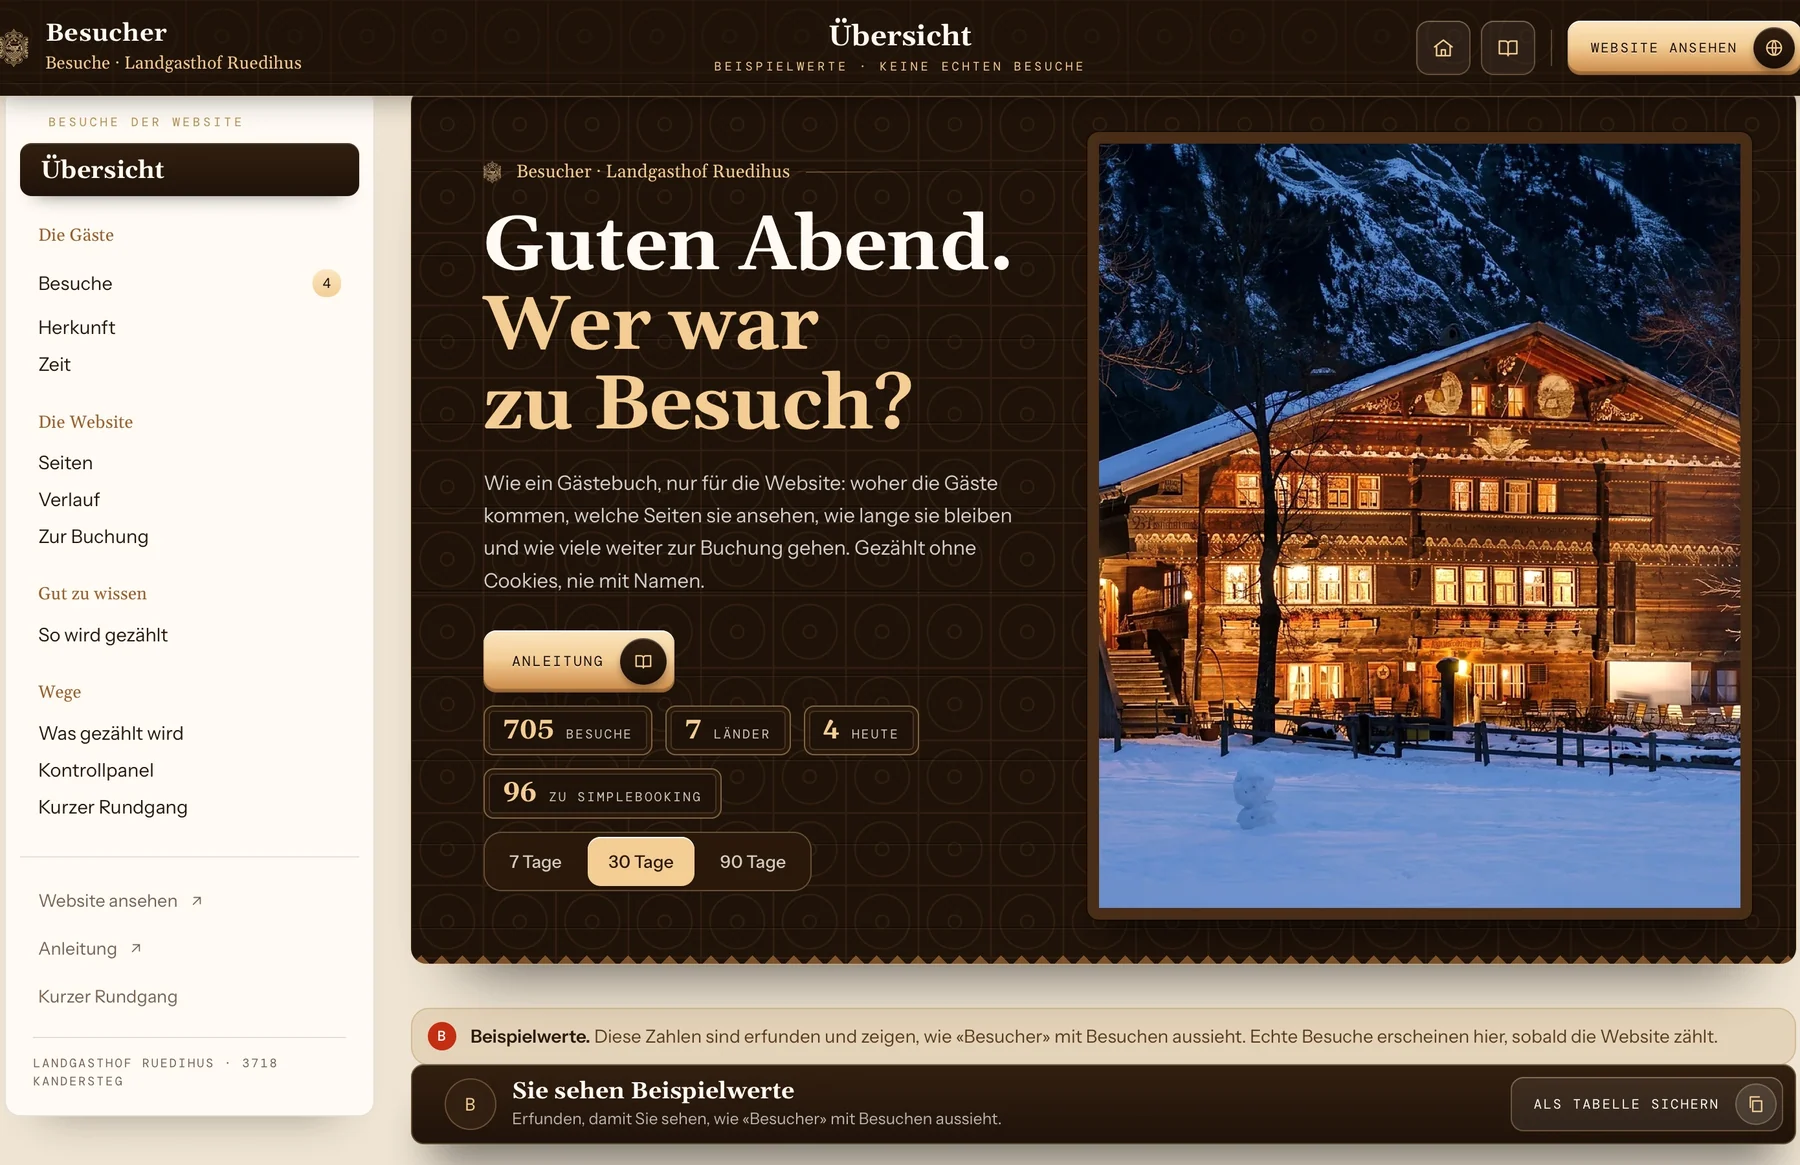 Besucher
Besuche · Landgasthof Ruedihus
Übersicht
BEISPIELWERTE · KEINE ECHTEN BESUCHE
WEBSITE ANSEHEN
BESUCHE DER WEBSITE
Übersicht
Die Gäste
Besuche 4
Herkunft
Zeit
Die Website
Seiten
Verlauf
Zur Buchung
Gut zu wissen
So wird gezählt
Wege
Was gezählt wird
Kontrollpanel
Kurzer Rundgang
Website ansehen
Anleitung
Kurzer Rundgang
LANDGASTHOF RUEDIHUS · 3718
KANDERSTEG
Besucher · Landgasthof Ruedihus
Guten Abend.
Wer war
zu Besuch?
Wie ein Gästebuch, nur für die Website: woher die Gäste
kommen, welche Seiten sie ansehen, wie lange sie bleiben
und wie viele weiter zur Buchung gehen. Gezählt ohne
Cookies, nie mit Namen.
ANLEITUNG
705 BESUCHE 7 LÄNDER 4 HEUTE
96 ZU SIMPLEBOOKING
7 Tage 30 Tage 90 Tage
B Beispielwerte. Diese Zahlen sind erfunden und zeigen, wie «Besucher» mit Besuchen aussieht. Echte Besuche erscheinen hier, sobald die Website zählt.
B
Sie sehen Beispielwerte
Erfunden, damit Sie sehen, wie «Besucher» mit Besuchen aussieht.
ALS TABELLE SICHERN